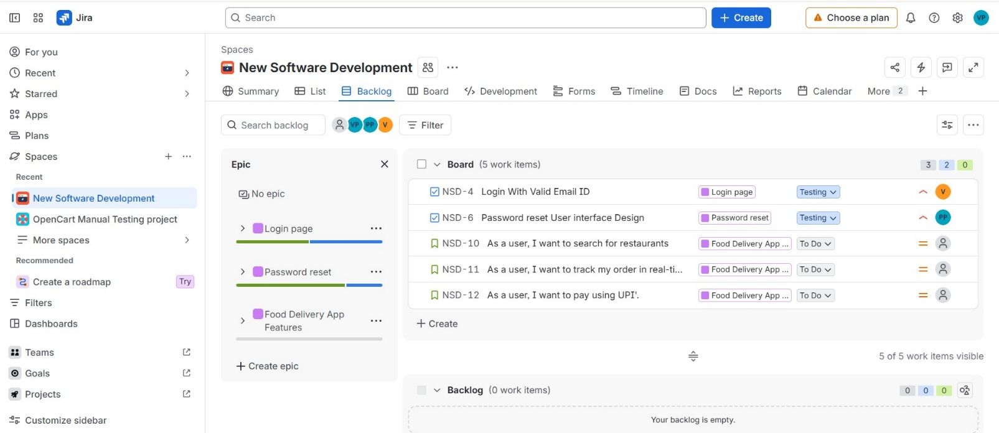 Jira
Search
+ Create
Choose a plan
VP
For you
Recent
Starred
Apps
Plans
Spaces
Recent
New Software Development
OpenCart Manual Testing project
More spaces
Recommended
Create a roadmap Try
Filters
Dashboards
Teams
Goals
Projects
Customize sidebar
Spaces
New Software Development
Summary List Backlog Board Development Forms Timeline Docs Reports Calendar More 2
Search backlog VP PP V Filter
Epic
No epic
Login page
Password reset
Food Delivery App
Features
+ Create epic
Board (5 work items) 3 2 0
NSD-4 Login With Valid Email ID Login page Testing V
NSD-6 Password reset User interface Design Password reset Testing PP
NSD-10 As a user, I want to search for restaurants Food Delivery App ... To Do
NSD-11 As a user, I want to track my order in real-ti... Food Delivery App ... To Do
NSD-12 As a user, I want to pay using UPI'. Food Delivery App ... To Do
+ Create
5 of 5 work items visible
Backlog (0 work items) 0 0 0
Your backlog is empty.